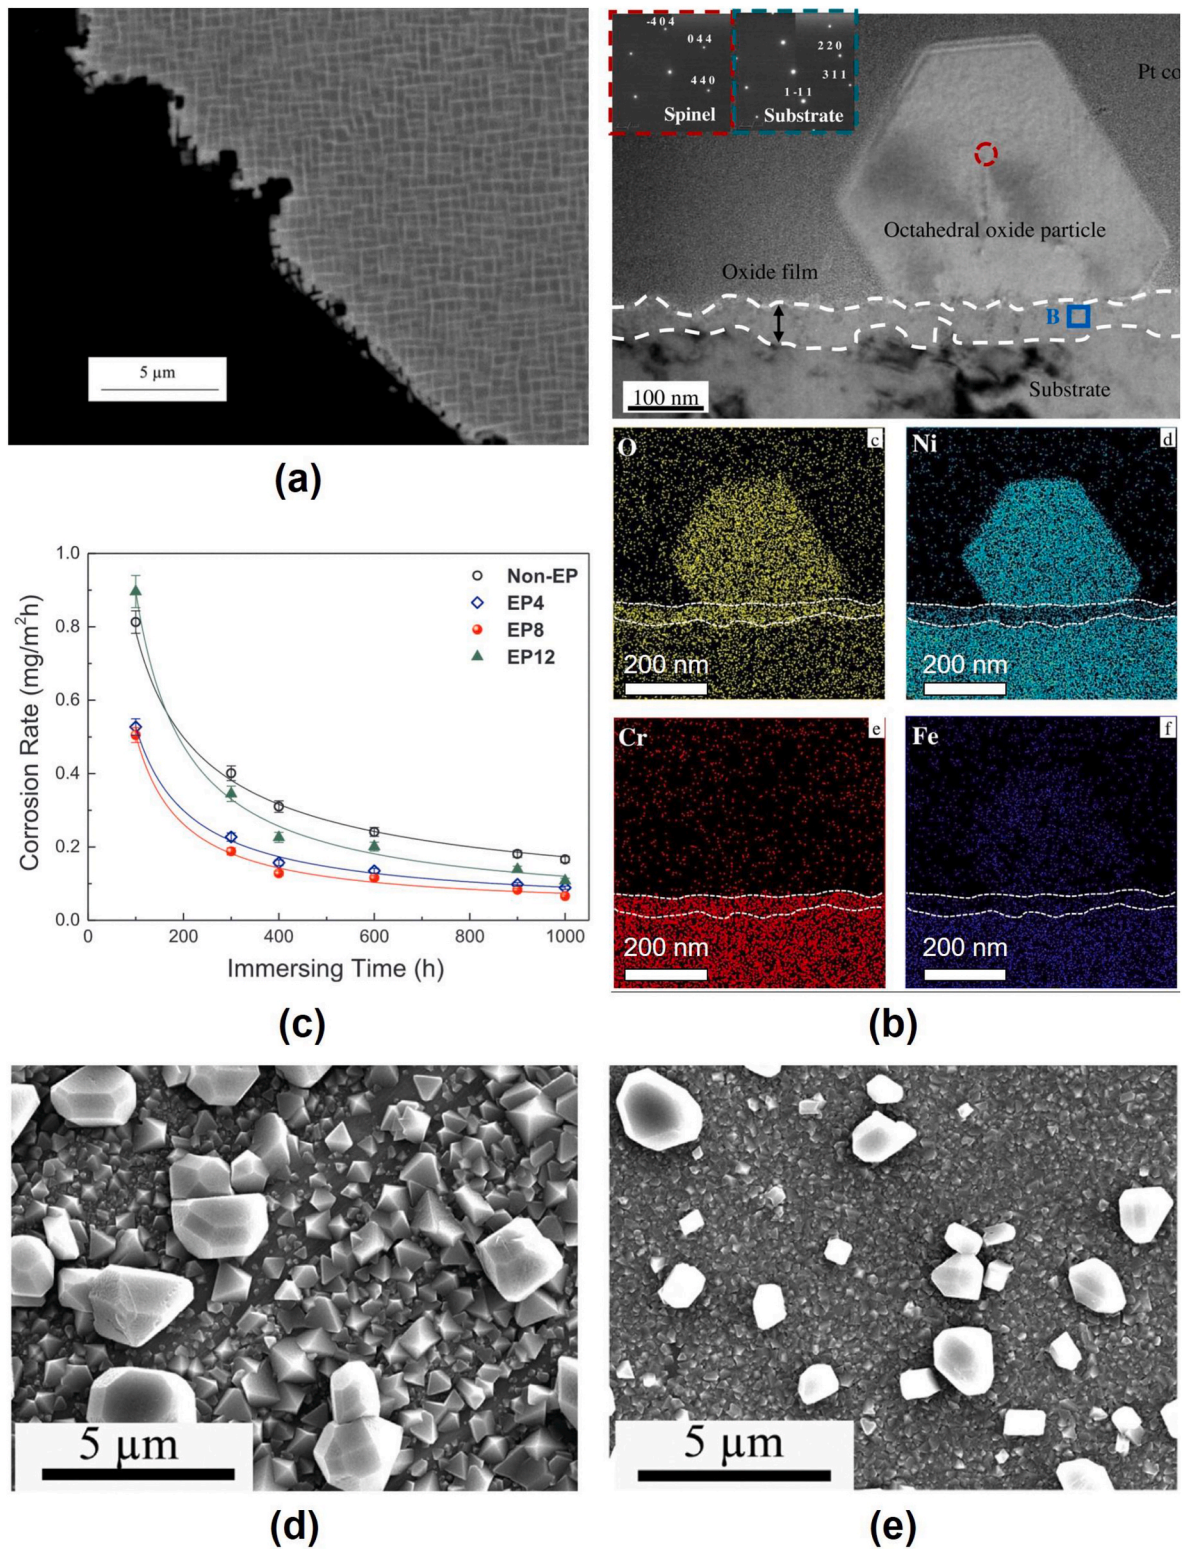 5 µm
(a)
-4 0 4
0 4 4
4 4 0
Spinel
2 2 0
3 1 1
1 -1 1
Substrate
Pt co
Octahedral oxide particle
Oxide film
B
Substrate
100 nm
O
c
200 nm
Ni
d
200 nm
Cr
e
200 nm
Fe
f
200 nm
(b)
1.0
0.8
0.6
0.4
0.2
0.0
Corrosion Rate (mg/m²h)
Non-EP
EP4
EP8
EP12
0 200 400 600 800 1000
Immersing Time (h)
(c)
5 µm
(d)
5 µm
(e)